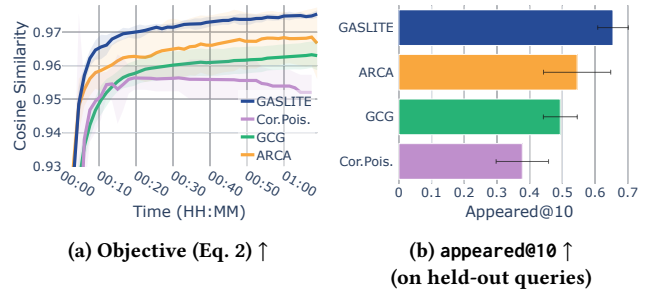 Cosine Similarity
0.97
0.96
0.95
0.94
0.93
GASLITE
Cor.Pois.
GCG
ARCA
00:00
00:10
00:20
00:30
00:40
00:50
01:00
Time (HH:MM)
(a) Objective (Eq. 2) ↑
GASLITE
ARCA
GCG
Cor.Pois.
0 0.1 0.2 0.3 0.4 0.5 0.6 0.7
Appeared@10
(b) appeared@10 ↑
(on held-out queries)